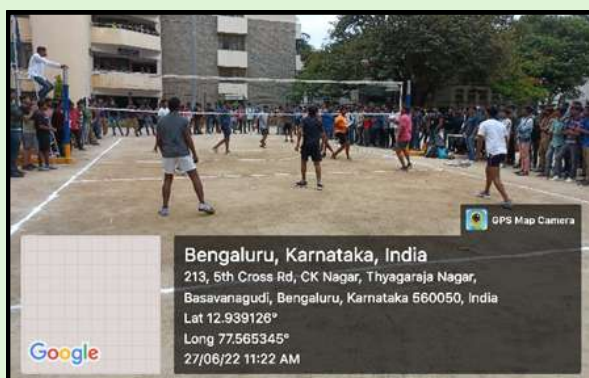 GPS Map Camera
Bengaluru, Karnataka, India
213, 5th Cross Rd, CK Nagar, Thyagaraja Nagar,
Basavanagudi, Bengaluru, Karnataka 560050, India
Lat 12.939126°
Long 77.565345°
27/06/22 11:22 AM
Google